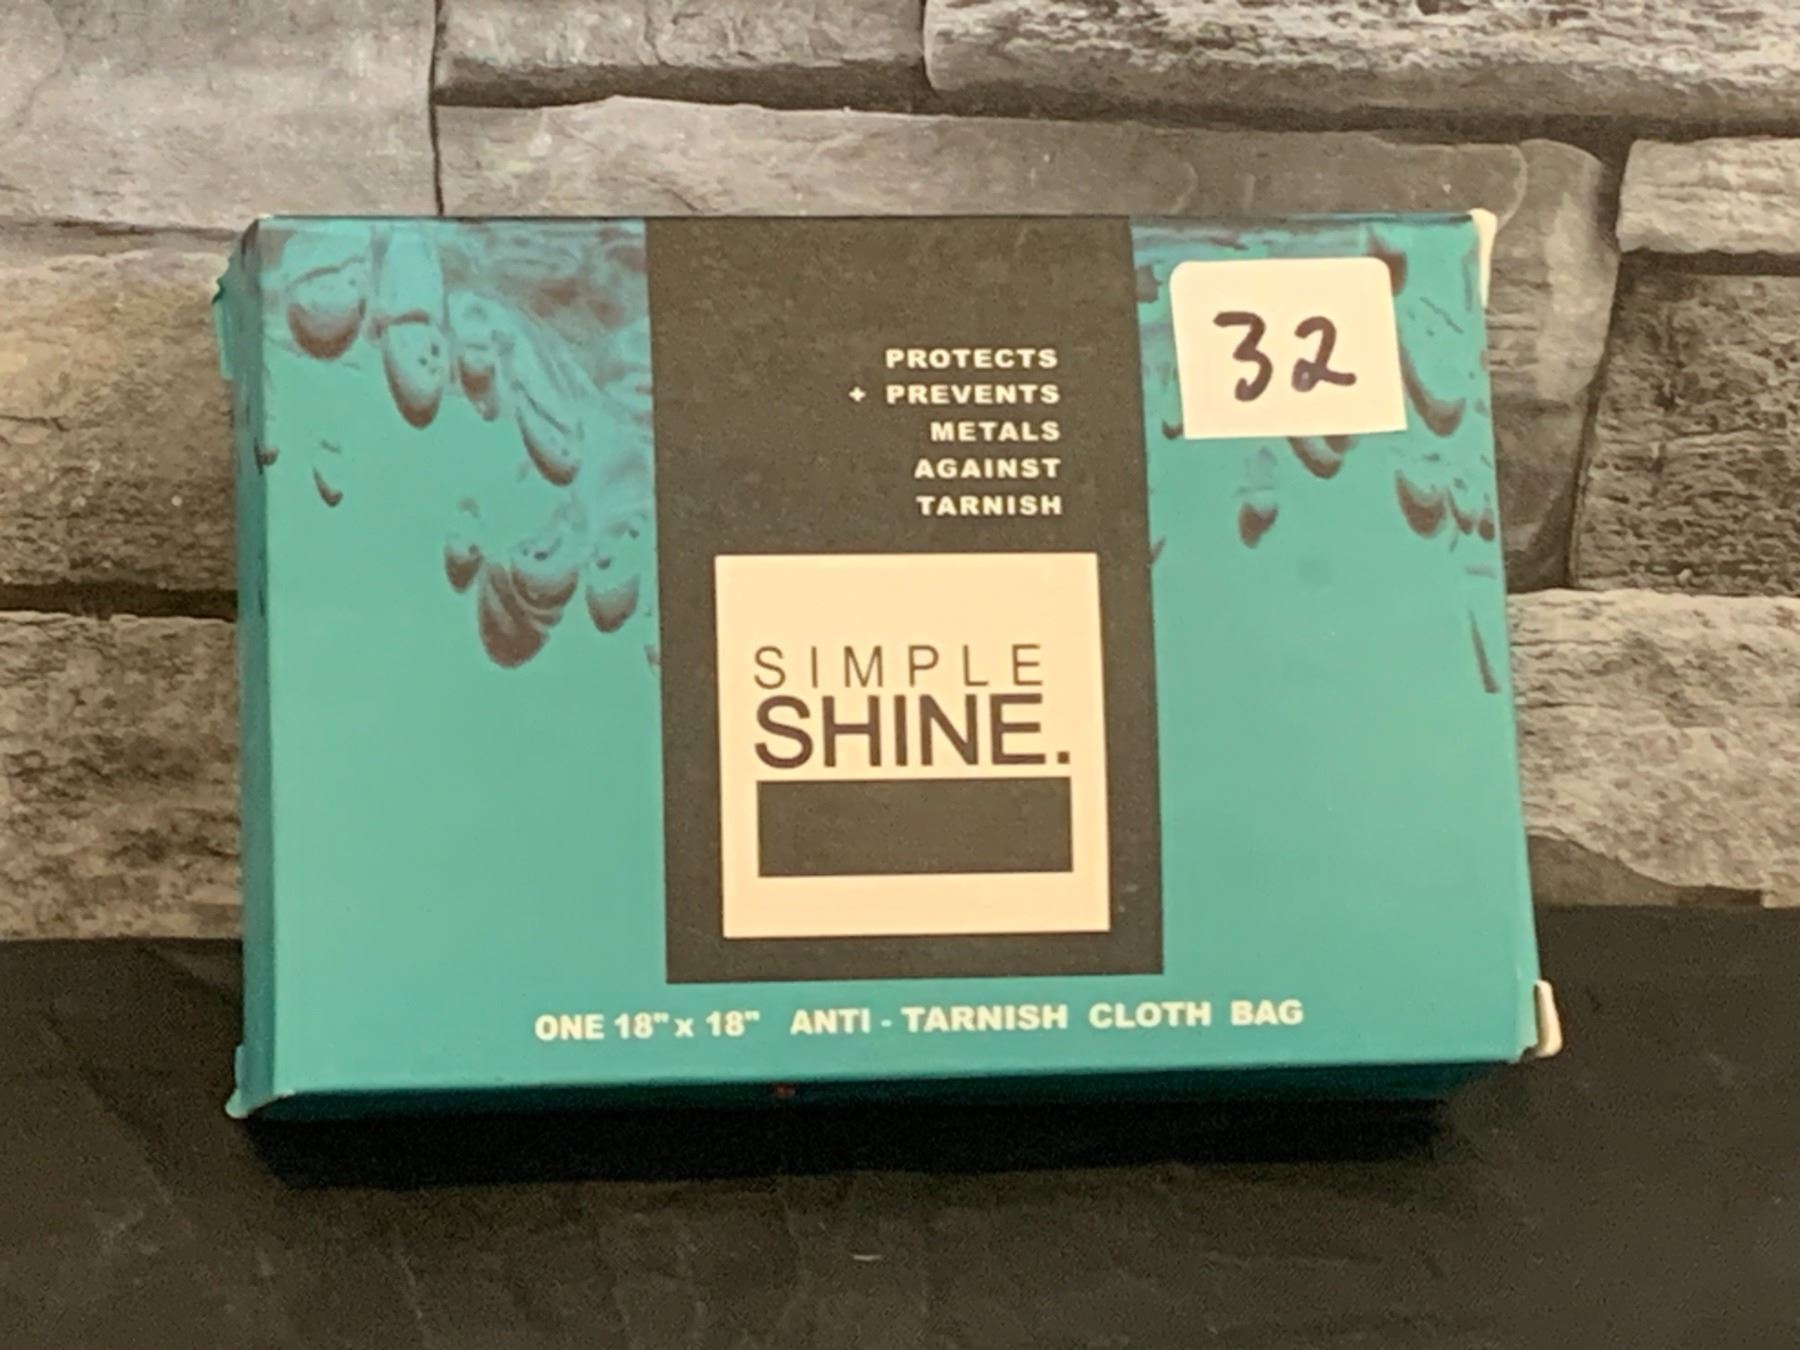 PROTECTS
+ PREVENTS
METALS
AGAINST
TARNISH
32
SIMPLE
SHINE.
ONE 18" x 18" ANTI - TARNISH CLOTH BAG